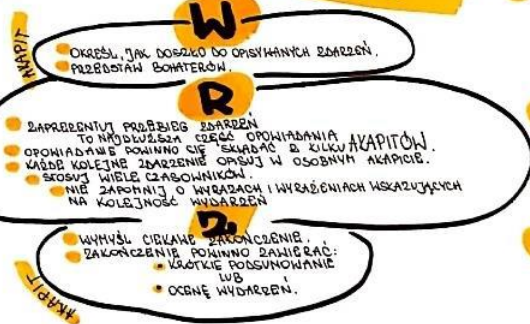 W
AKAPIT
OKREŚL, JAK DOSZŁO DO OPISYWANYCH ZDARZEŃ.
PRZEDSTAW BOHATERÓW.
R
ZAPREZENTUJ PRZEBIEG ZDARZEŃ
TO NAJDŁUŻSZA CZĘŚĆ OPOWIADANIA
OPOWIADANIE POWINNO CIĘ SKŁADAĆ Z KILKU AKAPITÓW.
KAŻDE KOLEJNE ZDARZENIE OPISUJ W OSOBNYM AKAPICIE.
STOSUJ WIELE CZASOWNIKÓW.
NIE ZAPOMNIJ O WYRAZACH I WYRAŻENIACH WSKAZUJĄCYCH
NA KOLEJNOŚĆ WYDARZEŃ
Z.
WYMYŚL CIEKAWE ZAKOŃCZENIE.
ZAKOŃCZENIE POWINNO ZAWIERAĆ:
KRÓTKIE PODSUMOWANIE
LUB
OCENĘ WYDARZEŃ.
AKAPIT